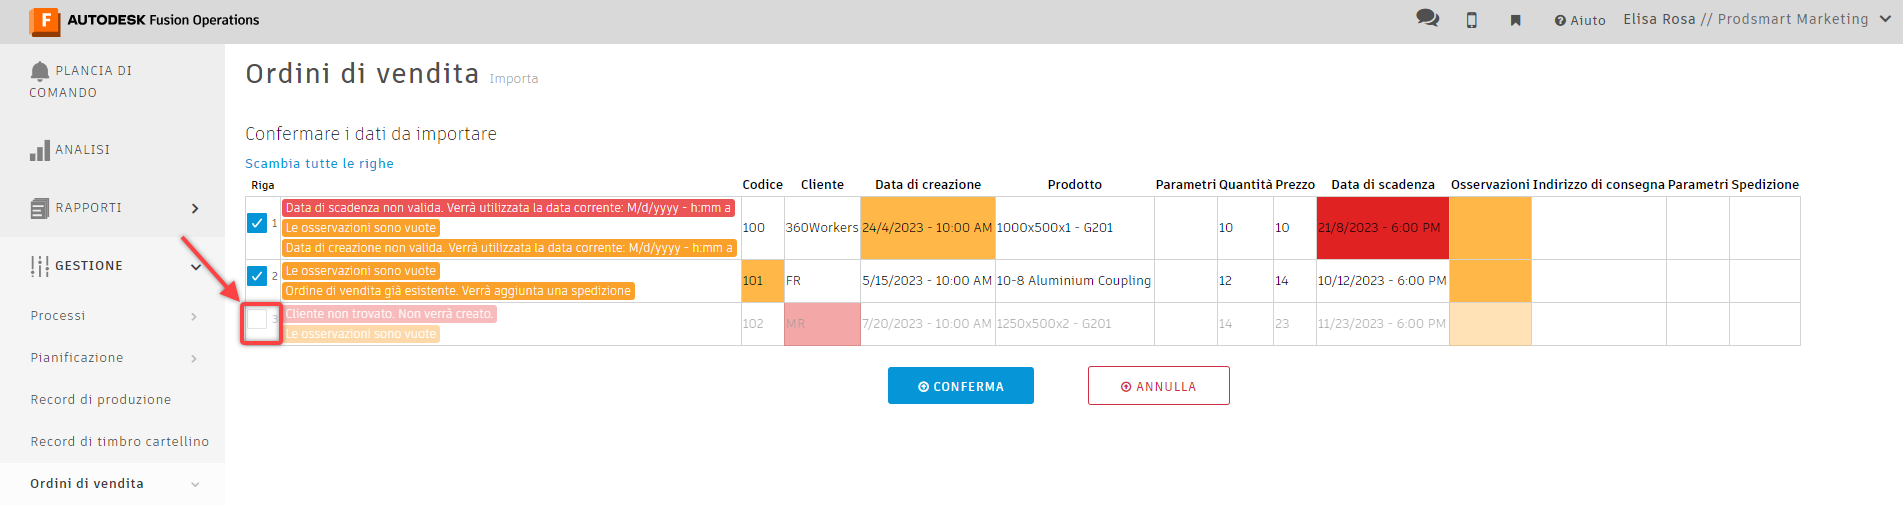 F AUTODESK Fusion Operations
Aiuto
Elisa Rosa // Prodsmart Marketing
PLANCIA DI
COMANDO
ANALISI
RAPPORTI
GESTIONE
Processi
Pianificazione
Record di produzione
Record di timbro cartellino
Ordini di vendita
Ordini di vendita Importa
Confermare i dati da importare
Scambia tutte le righe
Riga Codice Cliente Data di creazione Prodotto Parametri Quantità Prezzo Data di scadenza Osservazioni Indirizzo di consegna Parametri Spedizione
Data di scadenza non valida. Verrà utilizzata la data corrente: M/d/yyyy - h:mm a
1 Le osservazioni sono vuote 100 360Workers 24/4/2023 - 10:00 AM 1000x500x1 - G201 10 10 21/8/2023 - 6:00 PM
Data di creazione non valida. Verrà utilizzata la data corrente: M/d/yyyy - h:mm a
Le osservazioni sono vuote
2 101 FR 5/15/2023 - 10:00 AM 10-8 Aluminium Coupling 12 14 10/12/2023 - 6:00 PM
Ordine di vendita già esistente. Verrà aggiunta una spedizione
Cliente non trovato. Non verrà creato.
3 102 MR 7/20/2023 - 10:00 AM 1250x500x2 - G201 14 23 11/23/2023 - 6:00 PM
Le osservazioni sono vuote
CONFERMA
ANNULLA